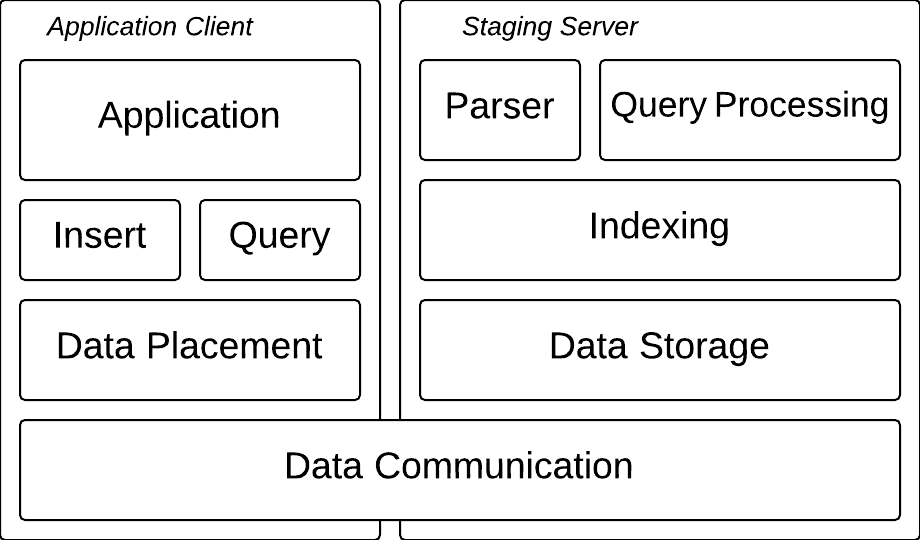 Application Client
Application
Insert
Query
Data Placement
Staging Server
Parser
Query Processing
Indexing
Data Storage
Data Communication